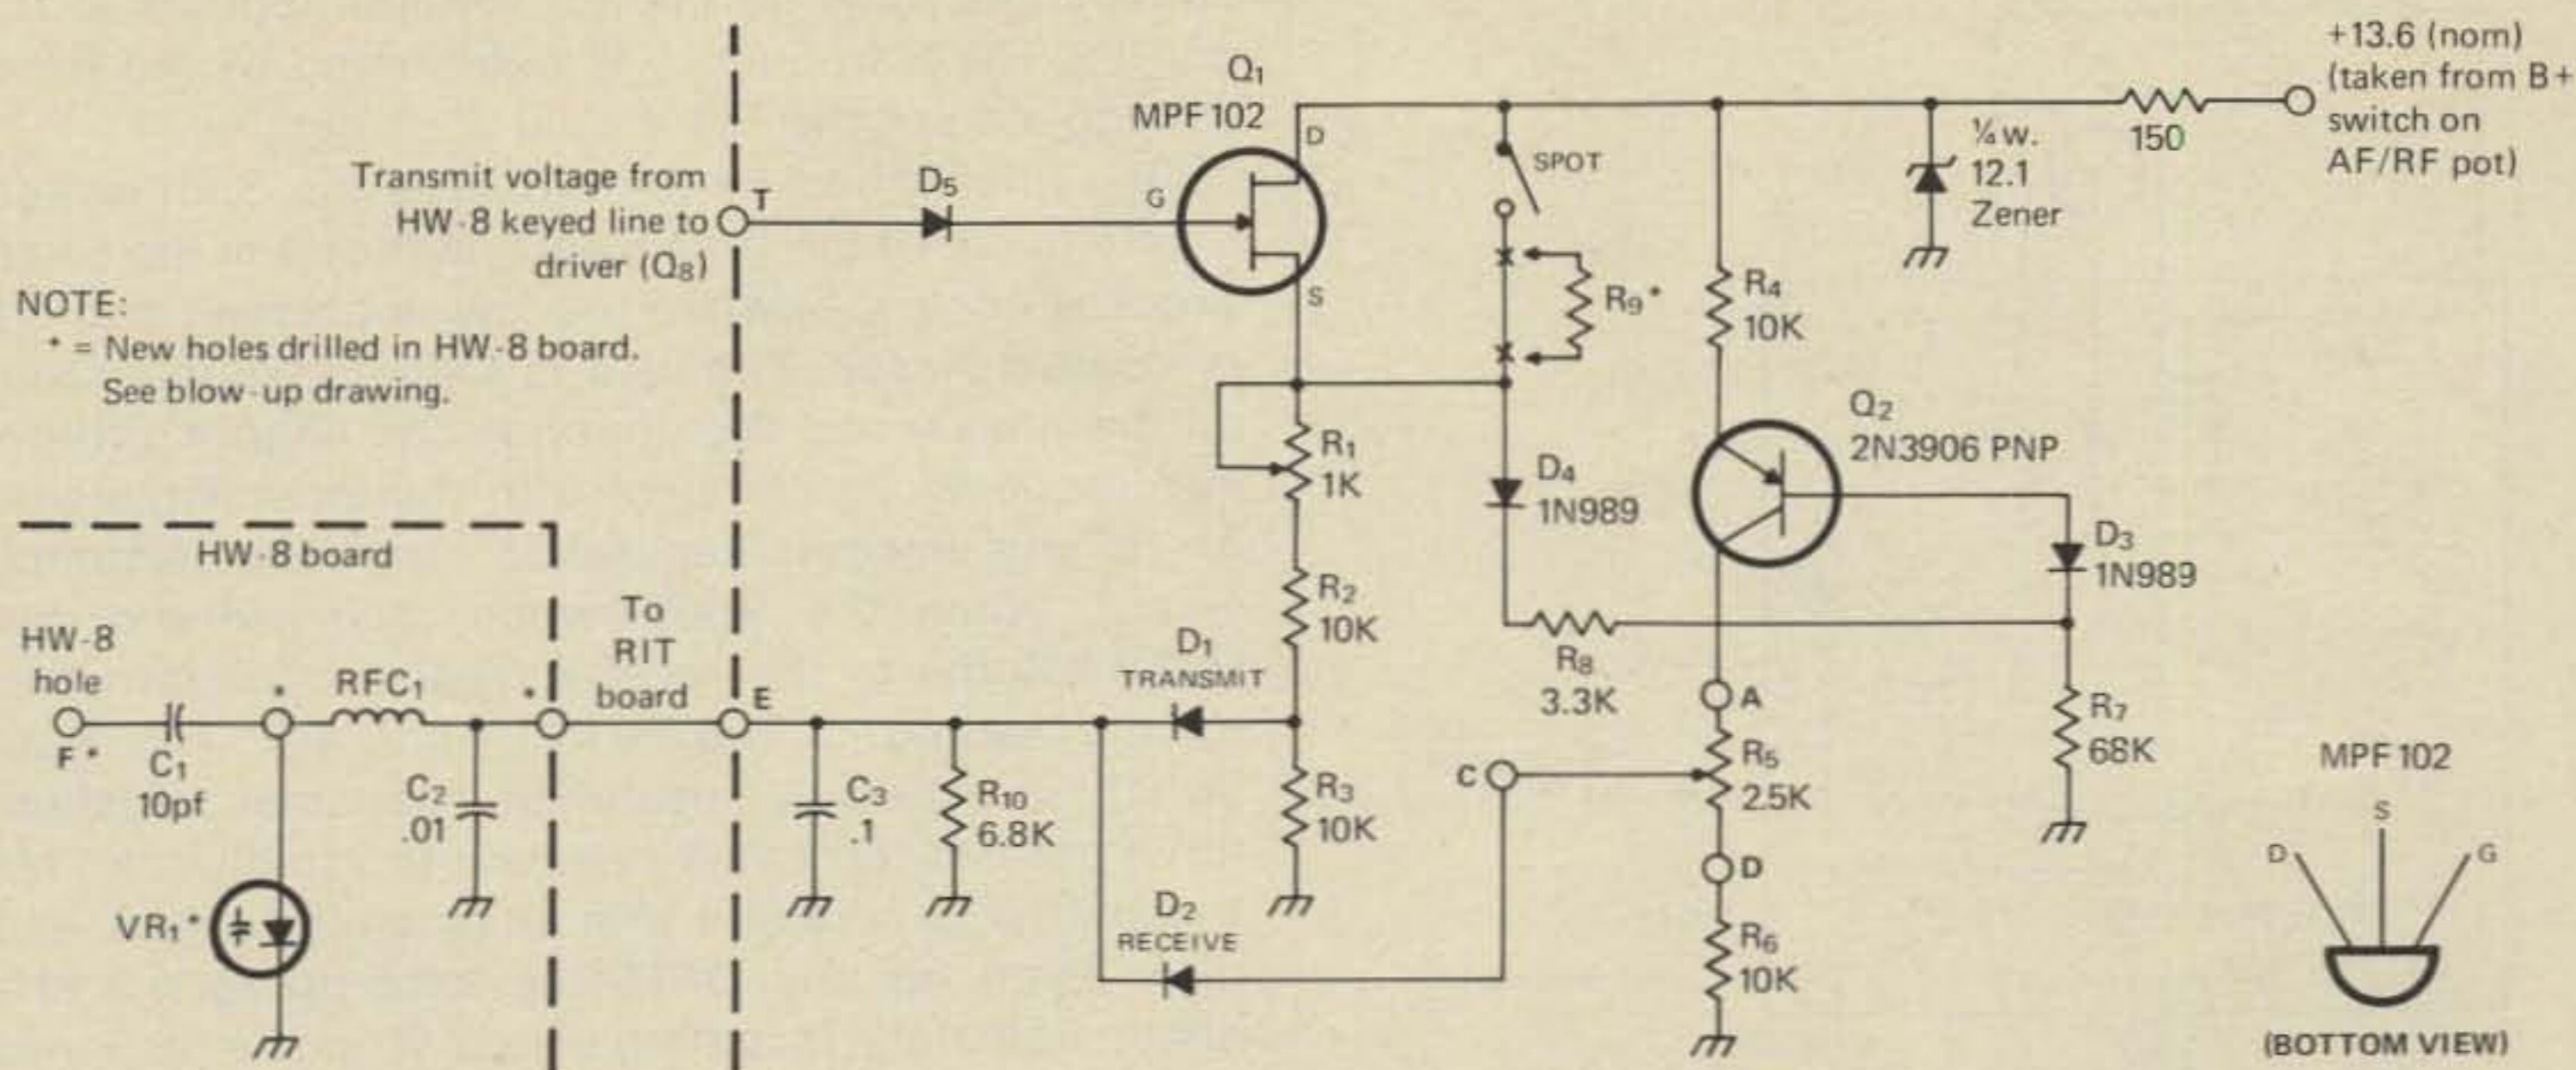 +13.6 (nom)
(taken from B+
switch on
AF/RF pot)
150
¼ w.
12.1
Zener
Q1
MPF 102
D
G
S
SPOT
Transmit voltage from
HW-8 keyed line to
driver (Q8)
T
D5
NOTE:
* = New holes drilled in HW-8 board.
See blow-up drawing.
R9*
R4
10K
Q2
2N3906 PNP
R1
1K
D4
1N989
D3
1N989
HW-8 board
To
RIT
board
E
R2
10K
D1
TRANSMIT
R8
3.3K
A
HW-8
hole
F*
C1
10pf
*
RFC1
*
C2
.01
C3
.1
R10
6.8K
R3
10K
C
R5
2.5K
R7
68K
D
D2
RECEIVE
R6
10K
VR1*
MPF 102
S
D
G
(BOTTOM VIEW)